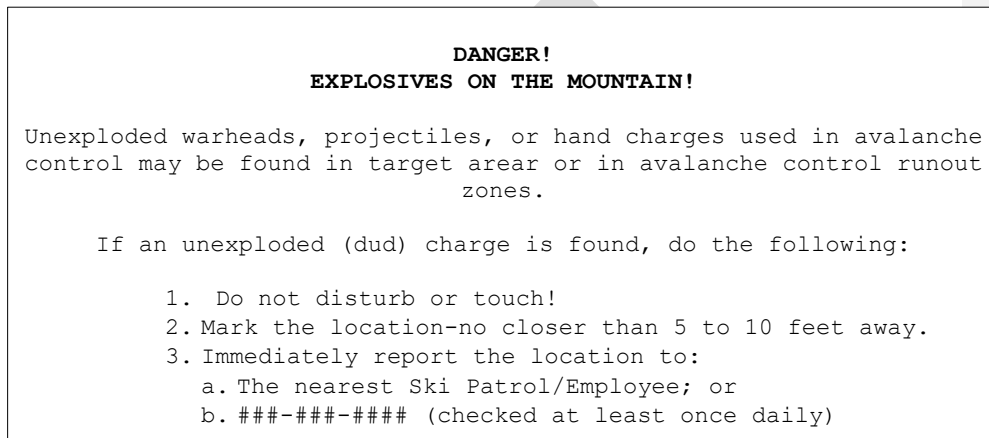 DANGER!
EXPLOSIVES ON THE MOUNTAIN!
Unexploded warheads, projectiles, or hand charges used in avalanche
control may be found in target arear or in avalanche control runout
zones.
If an unexploded (dud) charge is found, do the following:
1. Do not disturb or touch!
2. Mark the location-no closer than 5 to 10 feet away.
3. Immediately report the location to:
a. The nearest Ski Patrol/Employee; or
b. ###-###-#### (checked at least once daily)